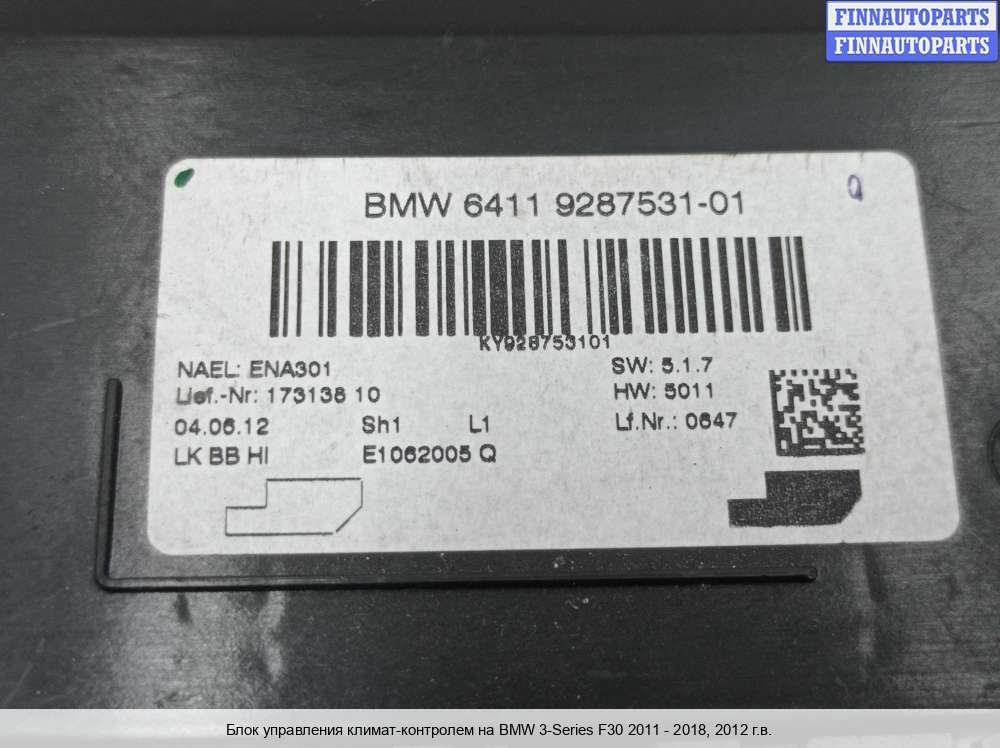 FINNAUTOPARTS
FINNAUTOPARTS
BMW 6411 9287531-01
KY928753101
NAEL: ENA301
SW: 5.1.7
Lief.-Nr: 173138 10
HW: 5011
04.06.12 Sh1 L1
Lf.Nr.: 0647
LK BB HI E1062005 Q
Блок управления климат-контролем на BMW 3-Series F30 2011 - 2018, 2012 г.в.